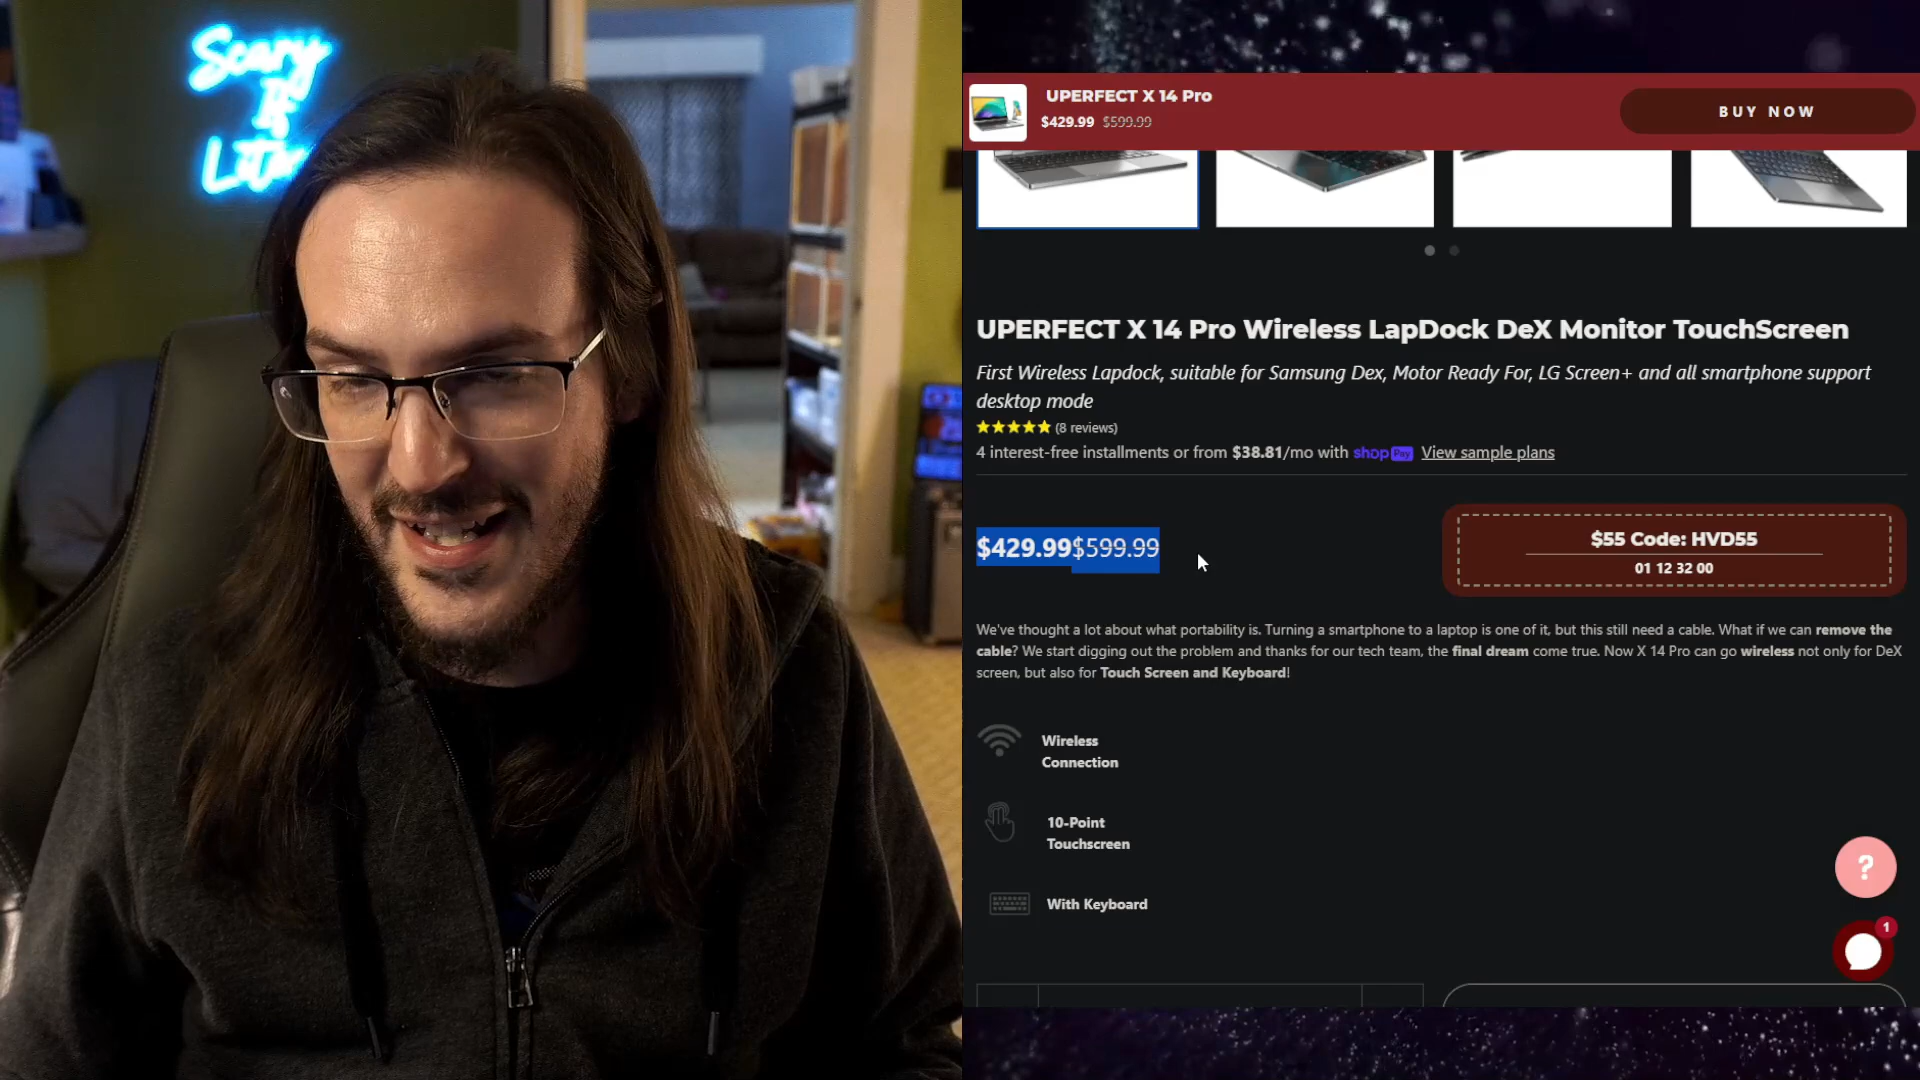 Scary
It's
UPERFECT X 14 Pro
$429.99 $599.99
BUY NOW
UPERFECT X 14 Pro Wireless LapDock DeX Monitor TouchScreen
First Wireless Lapdock, suitable for Samsung Dex, Motor Ready For, LG Screen+ and all smartphone support
desktop mode
(8 reviews)
4 interest-free installments or from $38.81/mo with shop Pay View sample plans
$429.99$599.99
$55 Code: HVD55
01 12 32 00
We've thought a lot about what portability is. Turning a smartphone to a laptop is one of it, but this still need a cable. What if we can remove the
cable? We start digging out the problem and thanks for our tech team, the final dream come true. Now X 14 Pro can go wireless not only for DeX
screen, but also for Touch Screen and Keyboard!
Wireless
Connection
10-Point
Touchscreen
With Keyboard
?
1